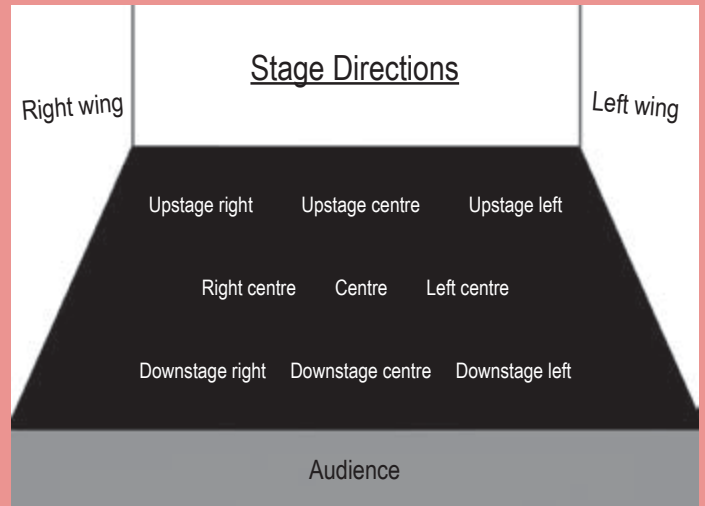 Stage Directions
Right wing
Left wing
Upstage right Upstage centre Upstage left
Right centre Centre Left centre
Downstage right Downstage centre Downstage left
Audience